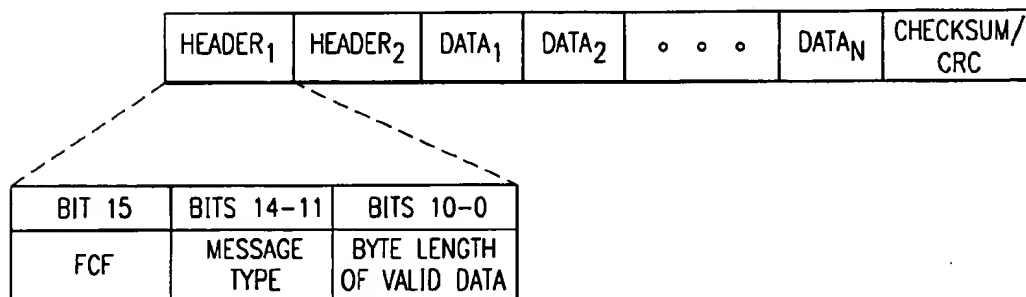 HEADER₁ HEADER₂ DATA₁ DATA₂ ∘ ∘ ∘ DATA_N CHECKSUM/
CRC
BIT 15 BITS 14-11 BITS 10-0
FCF MESSAGE TYPE BYTE LENGTH OF VALID DATA